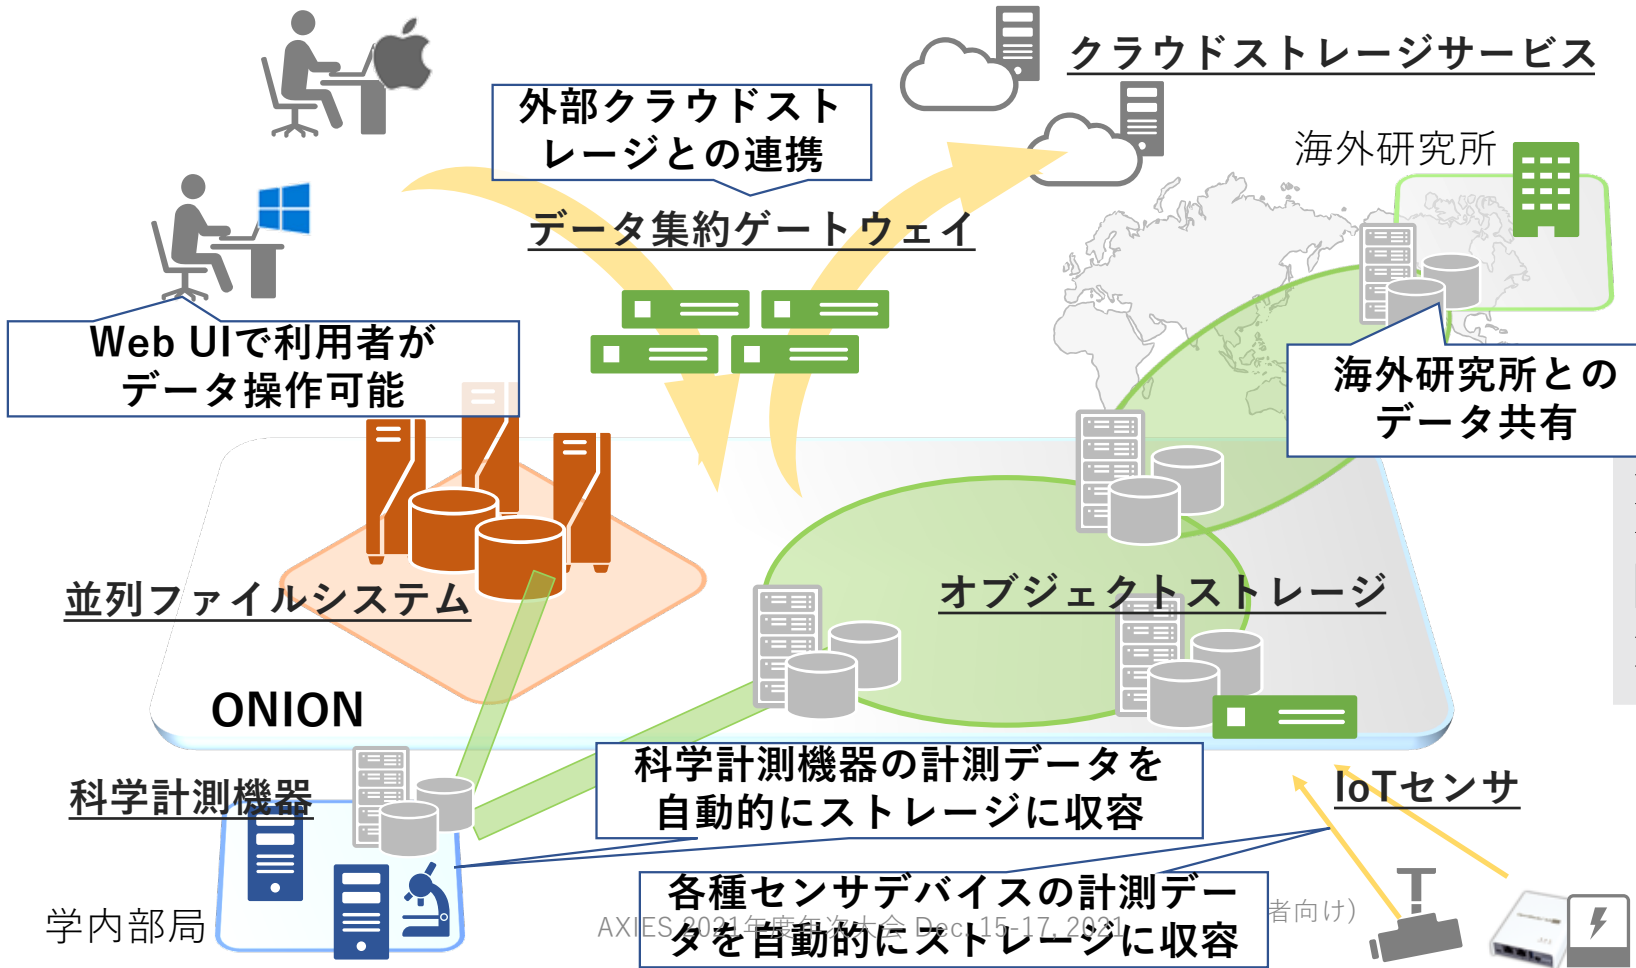 クラウドストレージサービス
外部クラウドスト
レージとの連携
海外研究所
データ集約ゲートウェイ
Web UIで利用者が
データ操作可能
海外研究所との
データ共有
並列ファイルシステム
オブジェクトストレージ
ONION
科学計測機器の計測データを
自動的にストレージに収容
科学計測機器
IoTセンサ
各種センサデバイスの計測デー
タを自動的にストレージに収容
学内部局
AXIES 2021年度年次大会 Dec. 15-17, 2021
者向け)